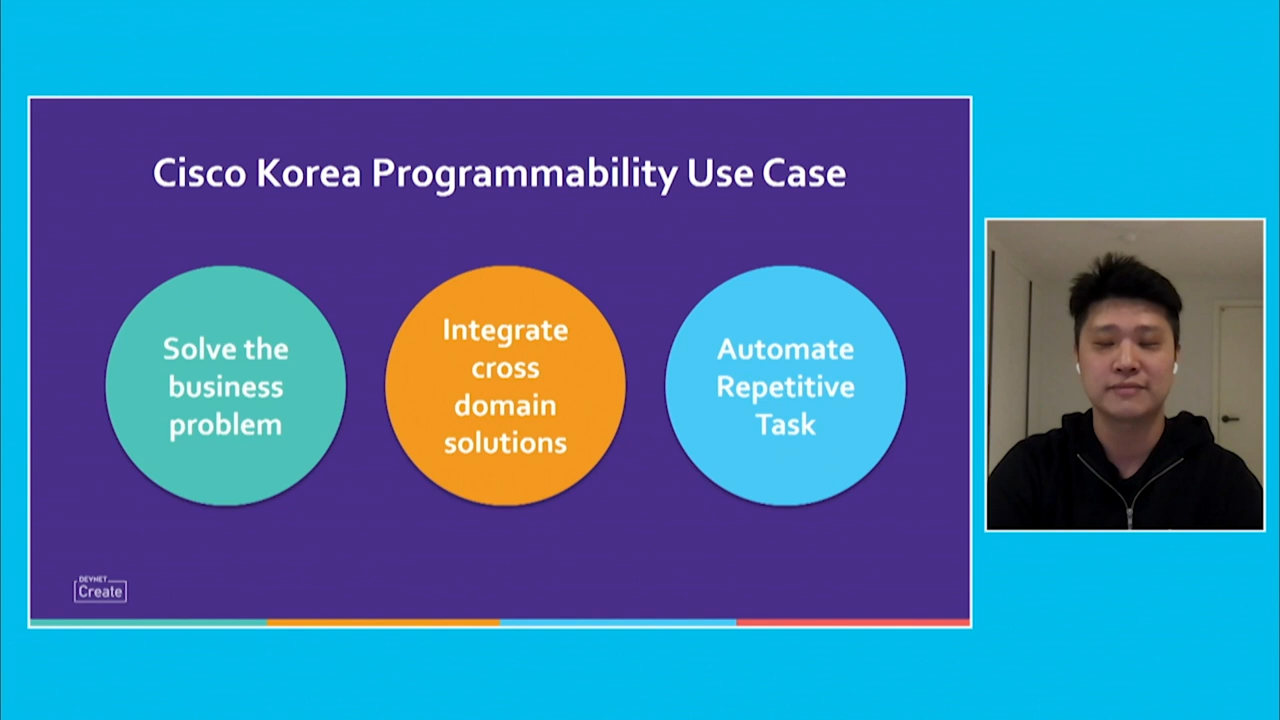 Cisco Korea Programmability Use Case
Solve the
business
problem
Integrate
cross
domain
solutions
Automate
Repetitive
Task
DEVNET
Create